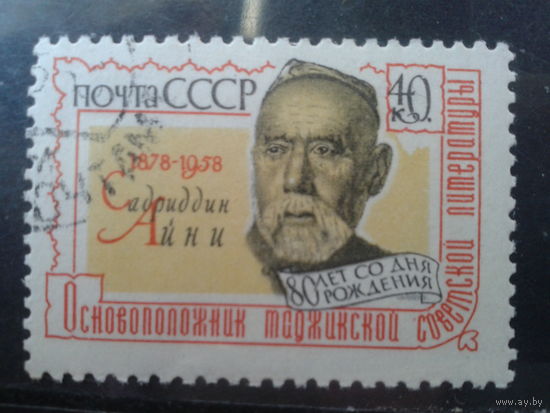 ПОЧТА СССР
40 к.
1878-1958
Садриддин
Айни
80 ЛЕТ СО ДНЯ
РОЖДЕНИЯ
Основоположник таджикской советской литературы
www.ay.by